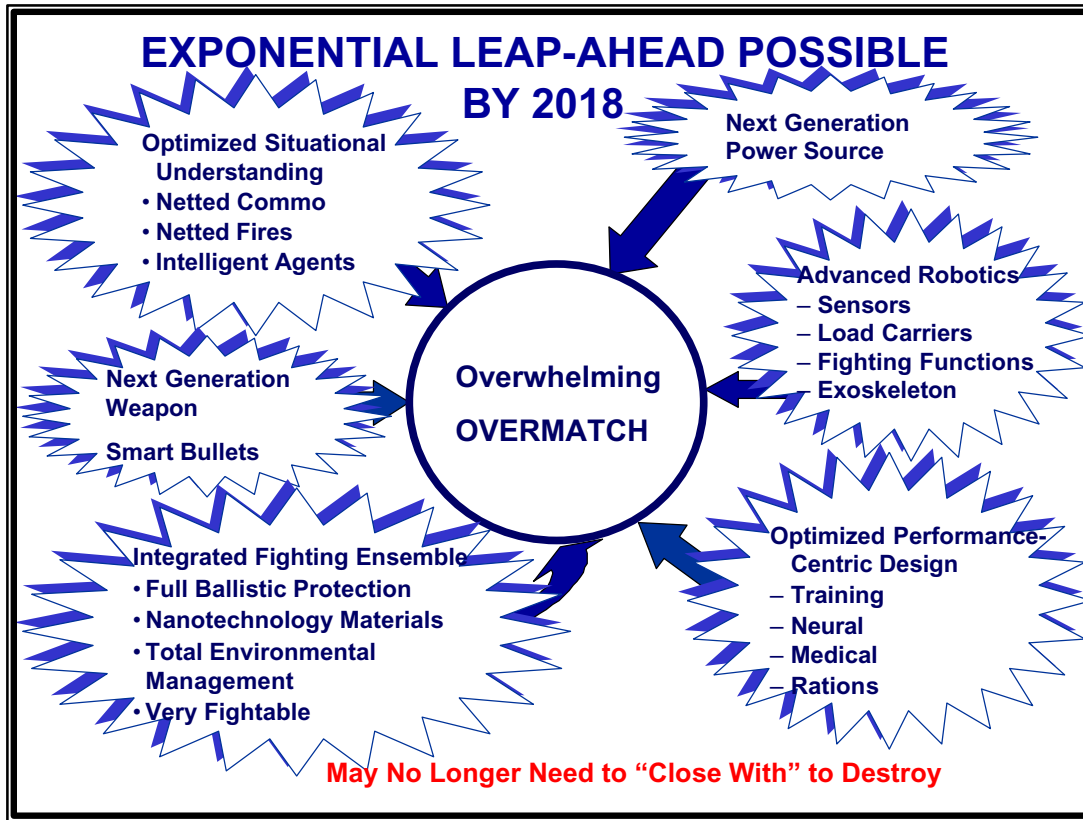 EXPONENTIAL LEAP-AHEAD POSSIBLE
BY 2018
Optimized Situational
Understanding
• Netted Commo
• Netted Fires
• Intelligent Agents
Next Generation
Power Source
Advanced Robotics
– Sensors
– Load Carriers
– Fighting Functions
– Exoskeleton
Next Generation
Weapon
Smart Bullets
Overwhelming
OVERMATCH
Integrated Fighting Ensemble
• Full Ballistic Protection
• Nanotechnology Materials
• Total Environmental
Management
• Very Fightable
Optimized Performance-
Centric Design
– Training
– Neural
– Medical
– Rations
May No Longer Need to “Close With” to Destroy